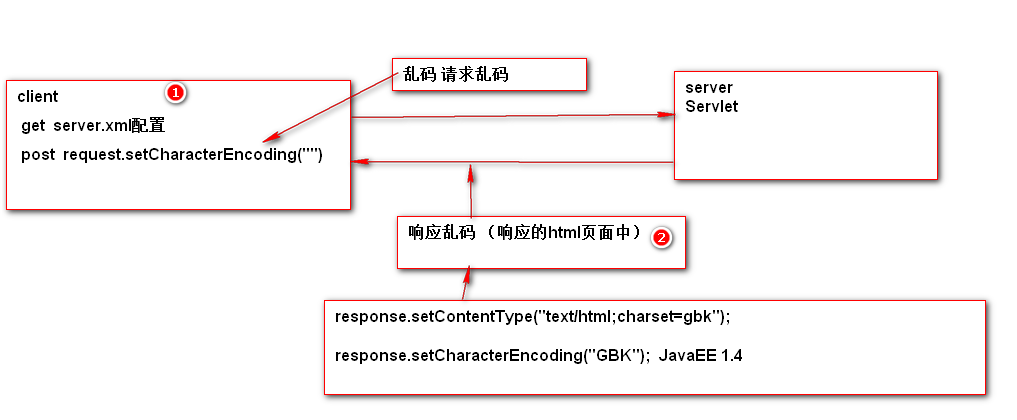 乱码 请求乱码
client
1
get server.xml配置
post request.setCharacterEncoding("")
server
Servlet
响应乱码 （响应的html页面中）
2
response.setContentType("text/html;charset=gbk");
response.setCharacterEncoding("GBK"); JavaEE 1.4